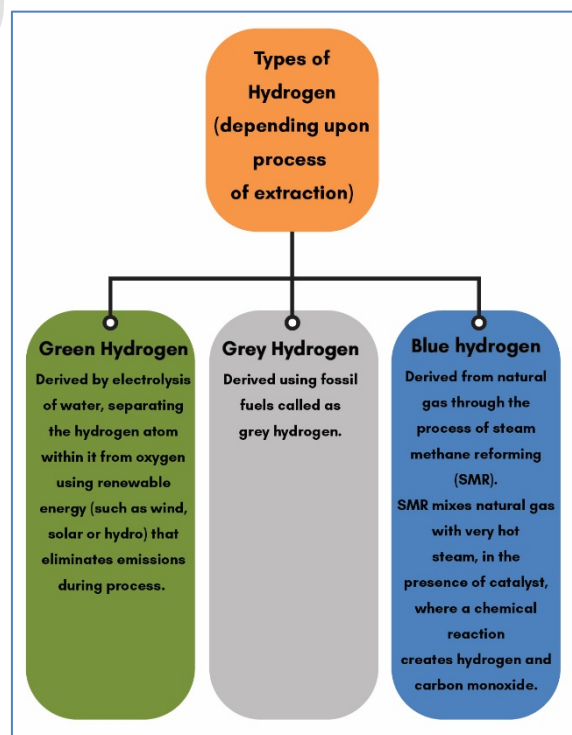 Types of
Hydrogen
(depending upon
process
of extraction)
Green Hydrogen
Derived by electrolysis
of water, separating
the hydrogen atom
within it from oxygen
using renewable
energy (such as wind,
solar or hydro) that
eliminates emissions
during process.
Grey Hydrogen
Derived using fossil
fuels called as
grey hydrogen.
Blue hydrogen
Derived from natural
gas through the
process of steam
methane reforming
(SMR).
SMR mixes natural gas
with very hot
steam, in the
presence of catalyst,
where a chemical
reaction
creates hydrogen and
carbon monoxide.